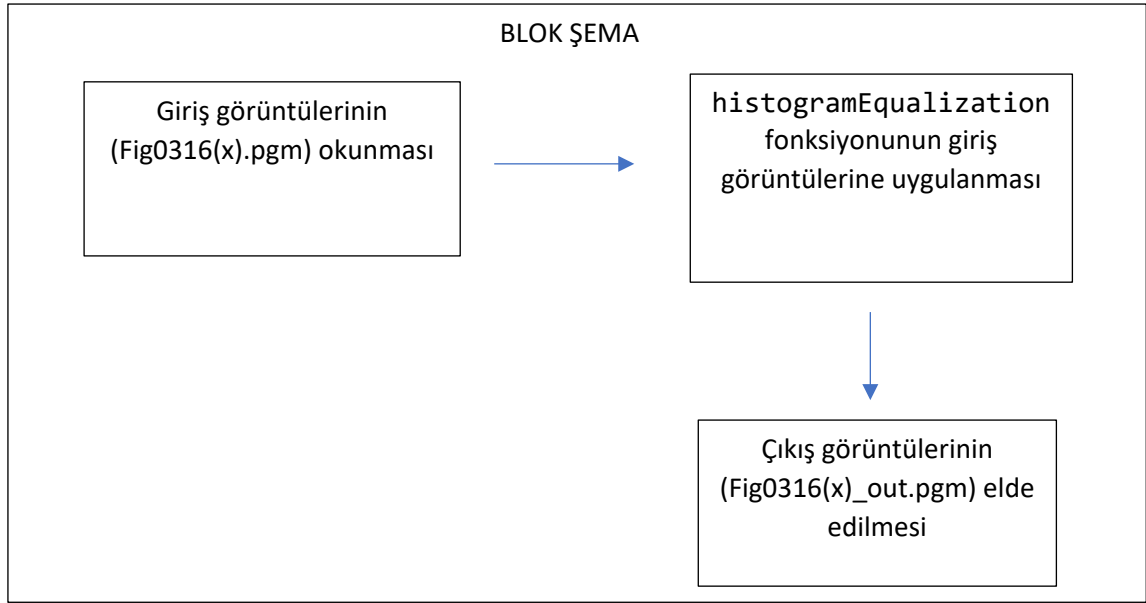 BLOK ŞEMA
Giriş görüntülerinin
(Fig0316(x).pgm) okunması
histogramEqualization
fonksiyonunun giriş
görüntülerine uygulanması
Çıkış görüntülerinin
(Fig0316(x)_out.pgm) elde
edilmesi